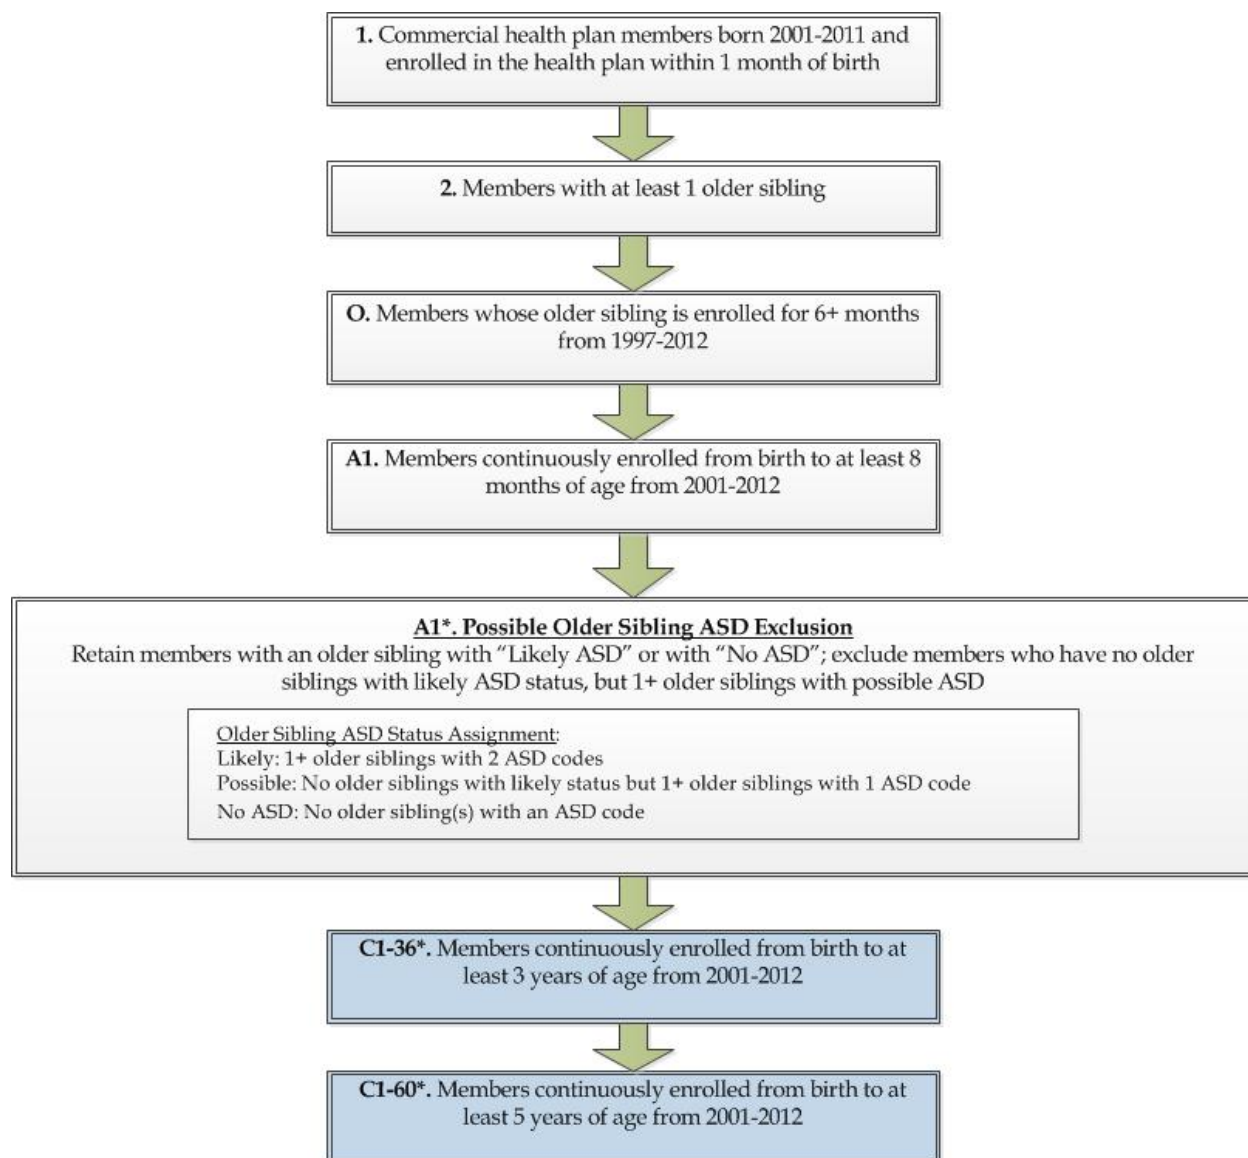 1. Commercial health plan members born 2001-2011 and
enrolled in the health plan within 1 month of birth
2. Members with at least 1 older sibling
O. Members whose older sibling is enrolled for 6+ months
from 1997-2012
A1. Members continuously enrolled from birth to at least 8
months of age from 2001-2012
A1*. Possible Older Sibling ASD Exclusion
Retain members with an older sibling with “Likely ASD” or with “No ASD”; exclude members who have no older
siblings with likely ASD status, but 1+ older siblings with possible ASD
Older Sibling ASD Status Assignment:
Likely: 1+ older siblings with 2 ASD codes
Possible: No older siblings with likely status but 1+ older siblings with 1 ASD code
No ASD: No older sibling(s) with an ASD code
C1-36*. Members continuously enrolled from birth to at
least 3 years of age from 2001-2012
C1-60*. Members continuously enrolled from birth to at
least 5 years of age from 2001-2012